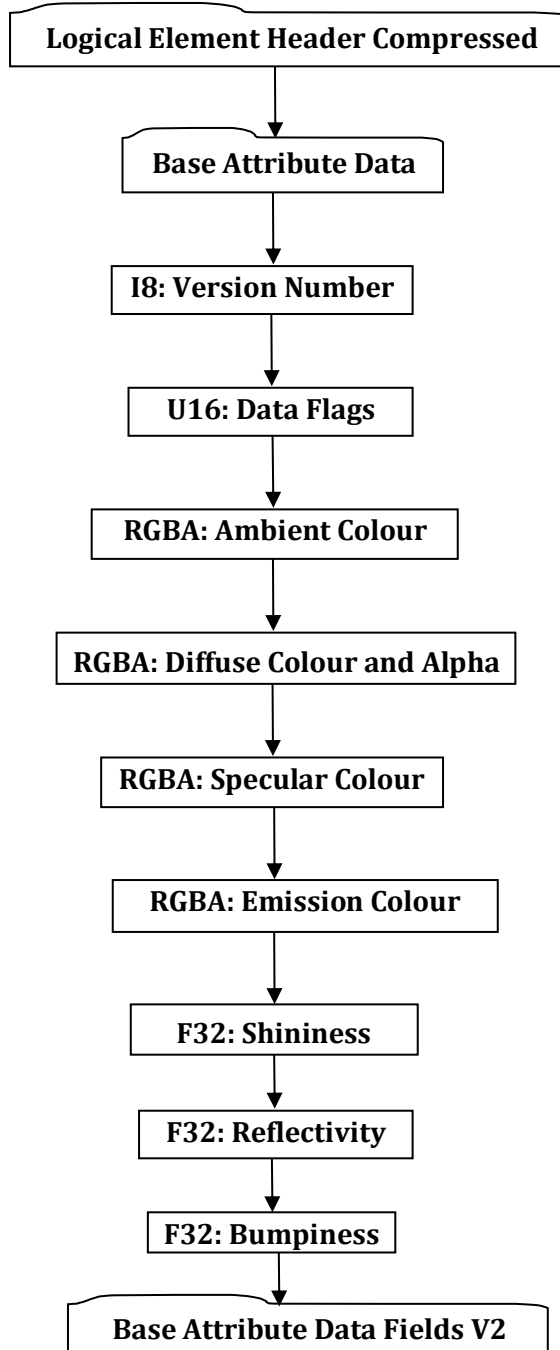 Logical Element Header Compressed
Base Attribute Data
I8: Version Number
U16: Data Flags
RGBA: Ambient Colour
RGBA: Diffuse Colour and Alpha
RGBA: Specular Colour
RGBA: Emission Colour
F32: Shininess
F32: Reflectivity
F32: Bumpiness
Base Attribute Data Fields V2